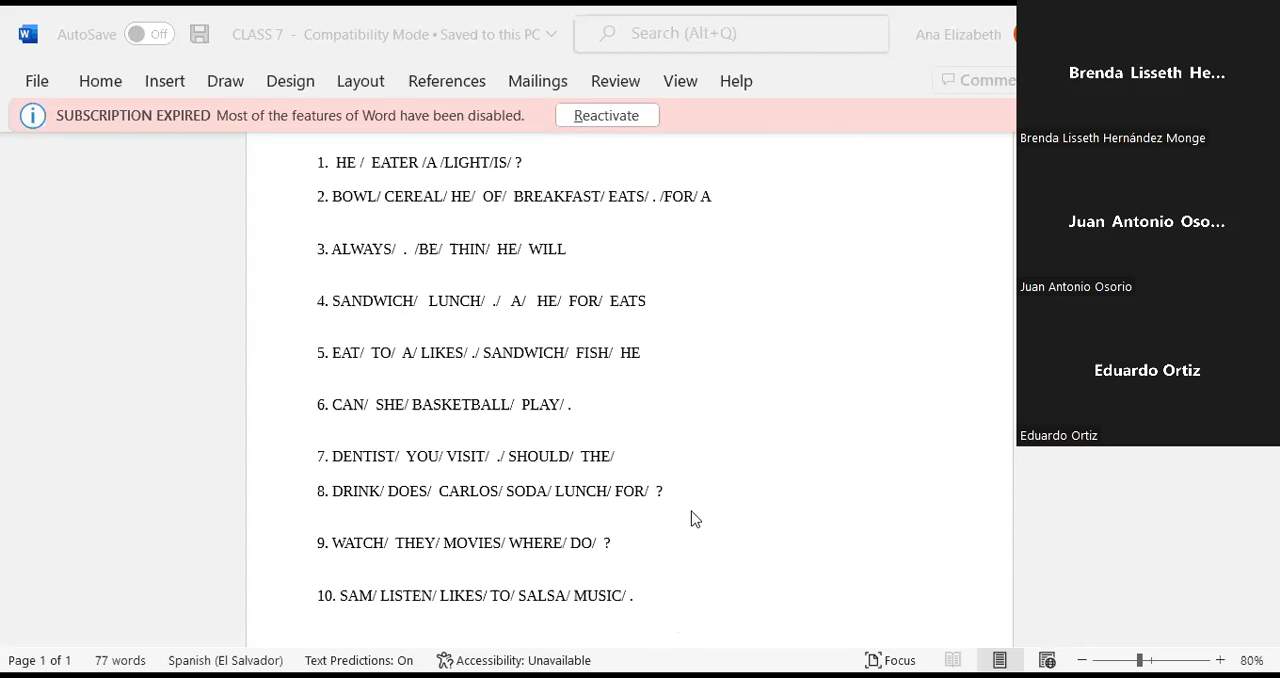 AutoSave Off CLASS 7 - Compatibility Mode • Saved to this PC Search (Alt+Q) Ana Elizabeth
File Home Insert Draw Design Layout References Mailings Review View Help Comme
SUBSCRIPTION EXPIRED Most of the features of Word have been disabled. Reactivate
1. HE / EATER /A /LIGHT/IS/ ?
2. BOWL/ CEREAL/ HE/ OF/ BREAKFAST/ EATS/ . /FOR/ A
3. ALWAYS/ . /BE/ THIN/ HE/ WILL
4. SANDWICH/ LUNCH/ ./ A/ HE/ FOR/ EATS
5. EAT/ TO/ A/ LIKES/ ./ SANDWICH/ FISH/ HE
6. CAN/ SHE/ BASKETBALL/ PLAY/ .
7. DENTIST/ YOU/ VISIT/ ./ SHOULD/ THE/
8. DRINK/ DOES/ CARLOS/ SODA/ LUNCH/ FOR/ ?
9. WATCH/ THEY/ MOVIES/ WHERE/ DO/ ?
10. SAM/ LISTEN/ LIKES/ TO/ SALSA/ MUSIC/ .
Page 1 of 1 77 words Spanish (El Salvador) Text Predictions: On Accessibility: Unavailable Focus 80%
Brenda Lisseth He...
Brenda Lisseth Hernández Monge
Juan Antonio Oso...
Juan Antonio Osorio
Eduardo Ortiz
Eduardo Ortiz